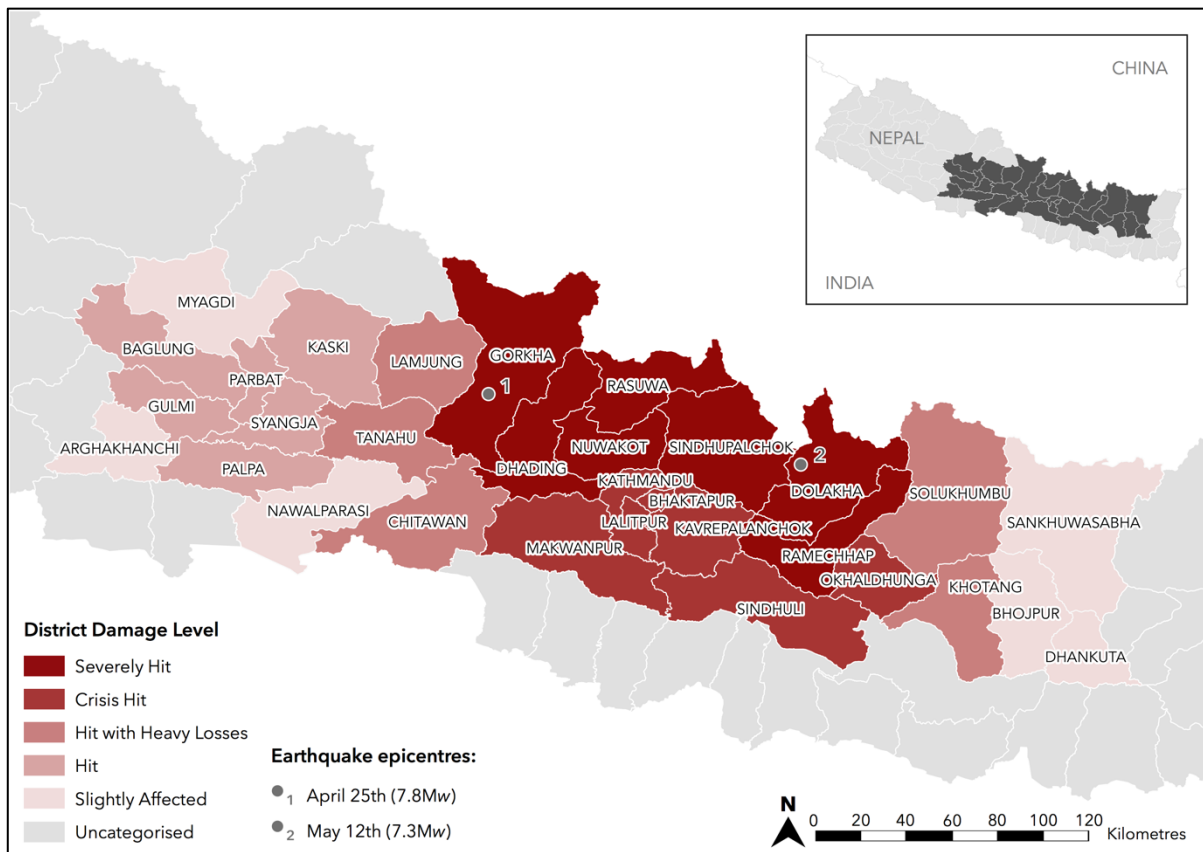 CHINA
NEPAL
INDIA
MYAGDI
BAGLUNG
KASKI
LAMJUNG
GORKHA
PARBAT
RASUWA
GULMI
SYANGJA
1
ARGHAKHANCHI
TANAHU
NUWAKOT
SINDHUPALCHOK
2
PALPA
DHADING
KATHMANDU
DOLAKHA
SOLUKHUMBU
NAWALPARASI
CHITAWAN
BHAKTAPUR
LALITPUR
KAVREPALANCHOK
SANKHUWASABHA
MAKWANPUR
RAMECHHAP
OKHALDHUNGA
KHOTANG
SINDHULI
BHOJPUR
DHANKUTA
District Damage Level
Severely Hit
Crisis Hit
Hit with Heavy Losses
Hit
Slightly Affected
Uncategorised
Earthquake epicentres:
1 April 25th (7.8Mw)
2 May 12th (7.3Mw)
N
0 20 40 60 80 100 120
Kilometres